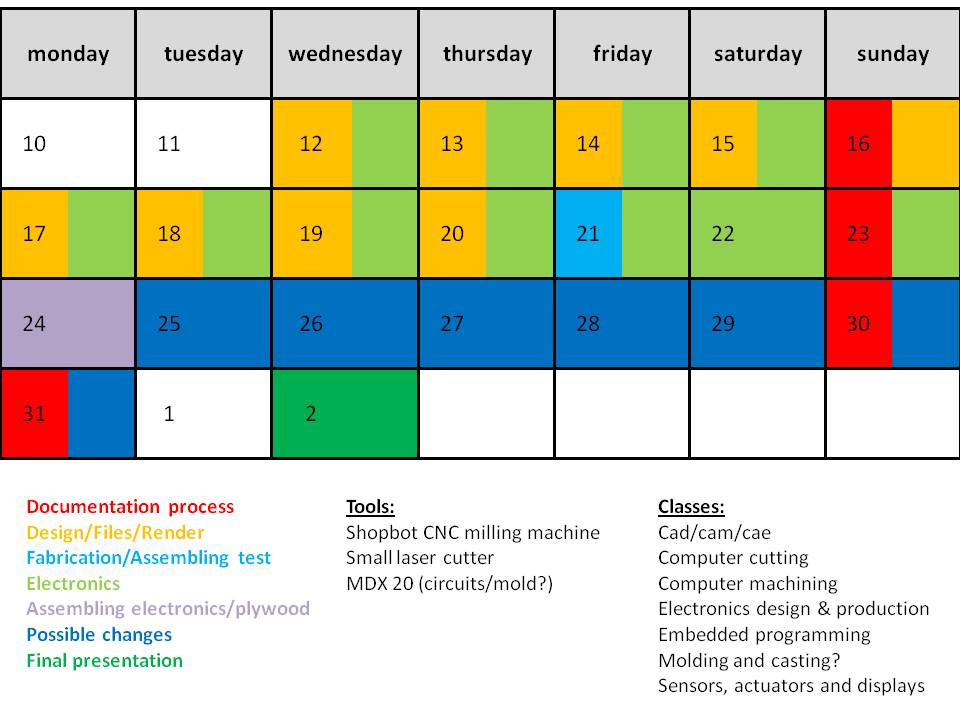 monday tuesday wednesday thursday friday saturday sunday
10 11 12 13 14 15 16
17 18 19 20 21 22 23
24 25 26 27 28 29 30
31 1 2
Documentation process
Design/Files/Render
Fabrication/Assembling test
Electronics
Assembling electronics/plywood
Possible changes
Final presentation
Tools:
Shopbot CNC milling machine
Small laser cutter
MDX 20 (circuits/mold?)
Classes:
Cad/cam/cae
Computer cutting
Computer machining
Electronics design & production
Embedded programming
Molding and casting?
Sensors, actuators and displays